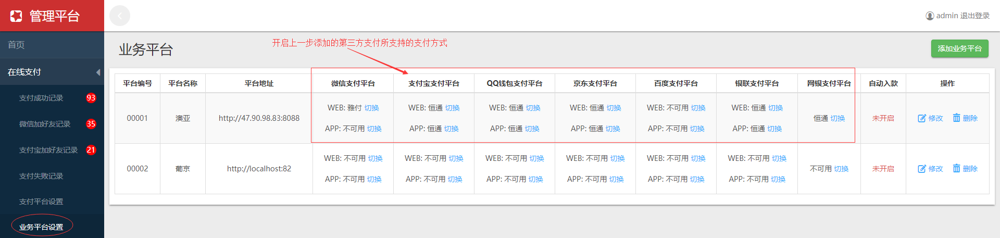 管理平台
admin 退出登录
首页
在线支付
支付成功记录 93
微信加好友记录 35
支付宝加好友记录 21
支付失败记录
支付平台设置
业务平台设置
业务平台
开启上一步添加的第三方支付所支持的支付方式
添加业务平台
平台编号 平台名称 平台地址 微信支付平台 支付宝支付平台 QQ钱包支付平台 京东支付平台 百度支付平台 银联支付平台 网银支付平台 自动入款 操作
WEB: 雅付 切换 WEB: 恒通 切换 WEB: 恒通 切换 WEB: 恒通 切换 WEB: 不可用 切换 WEB: 恒通 切换
00001 澳亚 http://47.90.98.83:8088 恒通 切换 未开启 修改 删除
APP: 不可用 切换 APP: 恒通 切换 APP: 恒通 切换 APP: 恒通 切换 APP: 不可用 切换 APP: 恒通 切换
WEB: 不可用 切换 WEB: 不可用 切换 WEB: 不可用 切换 WEB: 不可用 切换 WEB: 不可用 切换 WEB: 不可用 切换
00002 葡京 http://localhost:82 不可用 切换 未开启 修改 删除
APP: 不可用 切换 APP: 不可用 切换 APP: 不可用 切换 APP: 不可用 切换 APP: 不可用 切换 APP: 不可用 切换